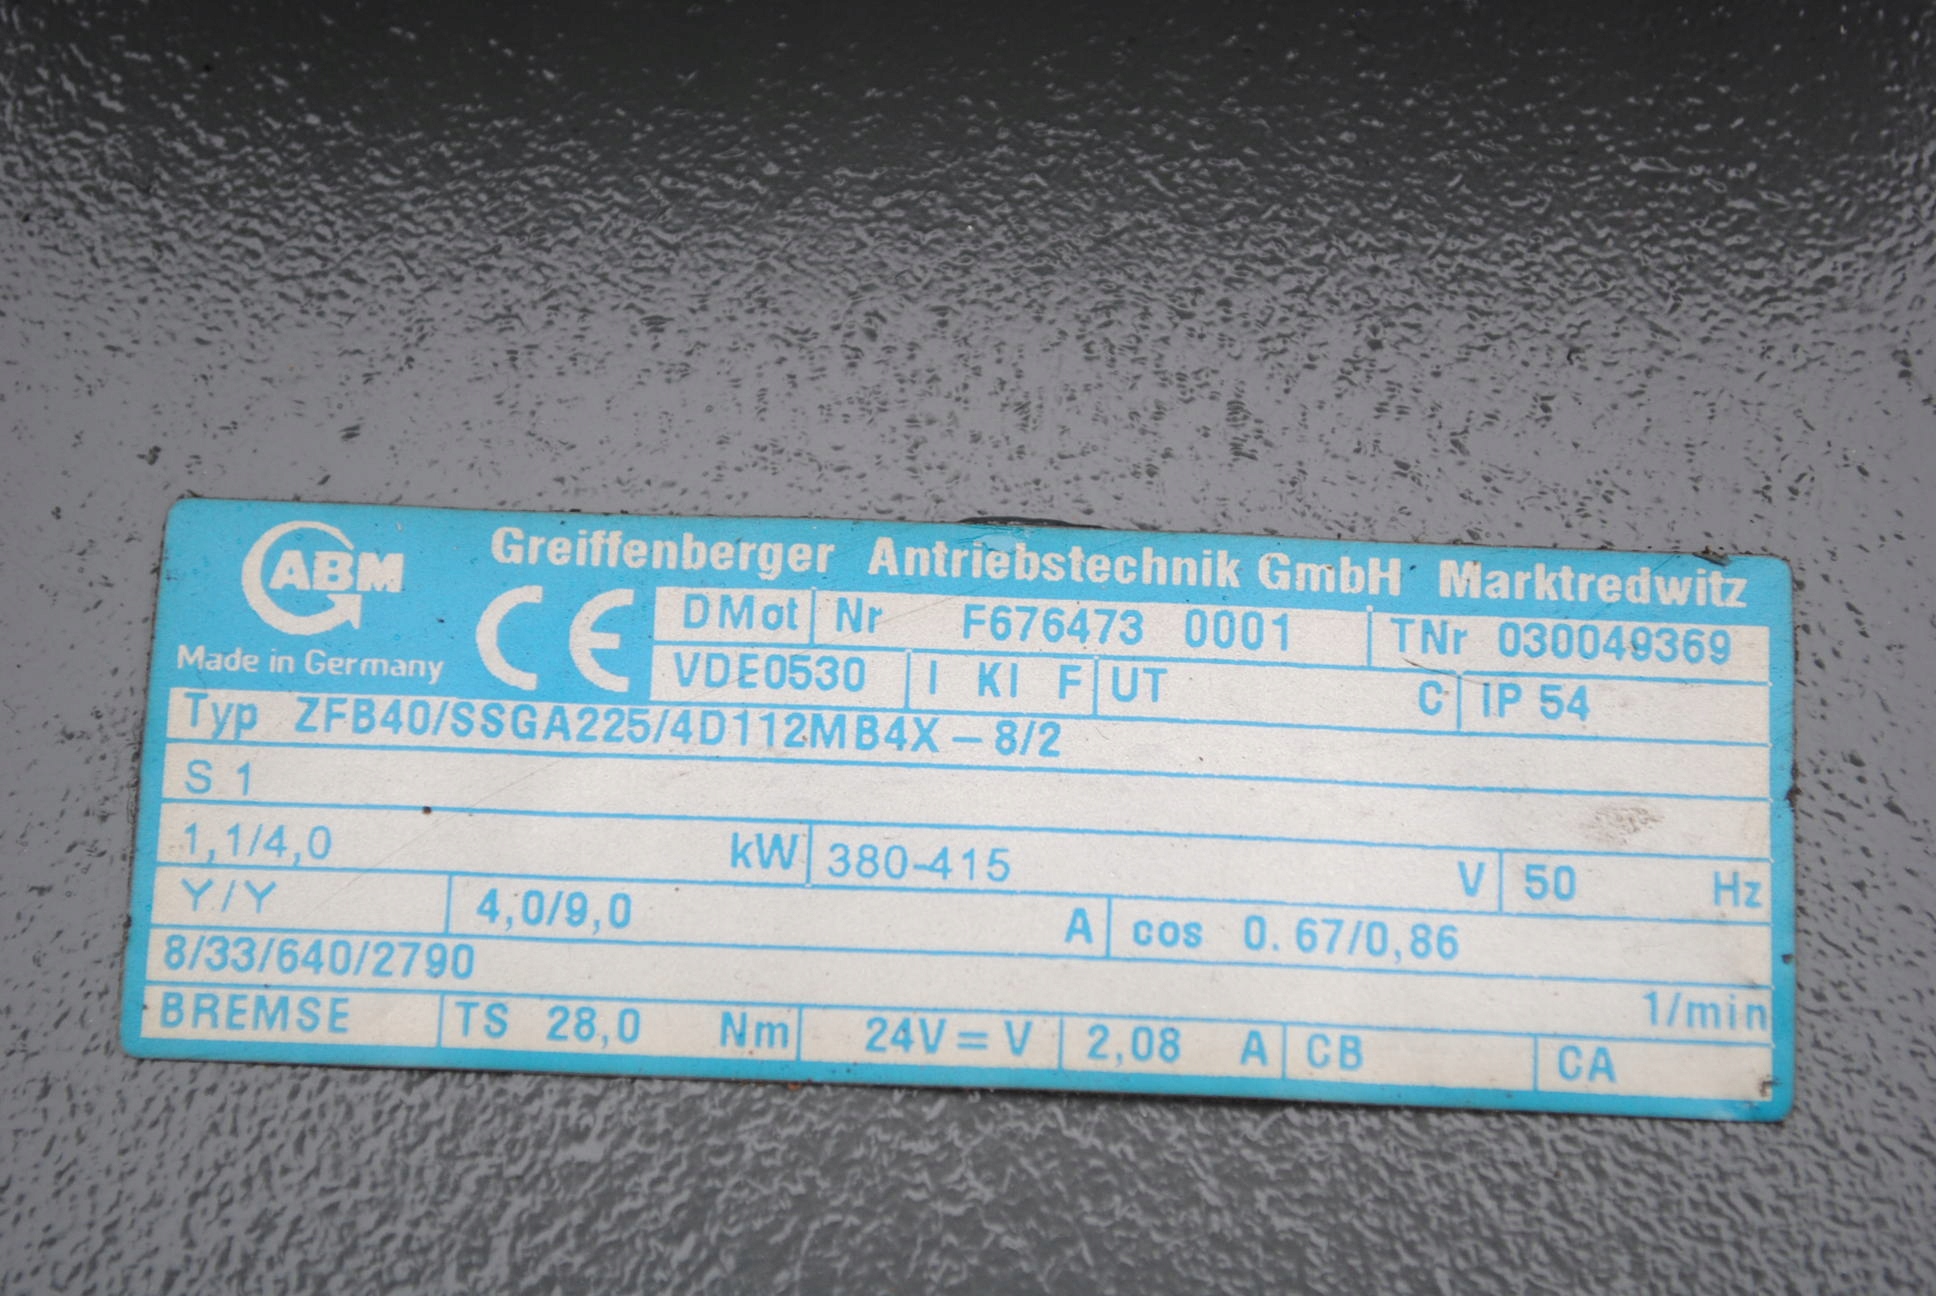 ABM
Made in Germany
Greiffenberger Antriebstechnik GmbH Marktredwitz
CE
D Mot Nr F676473 0001 TNr 030049369
VDE0530 I KI F UT C IP 54
Typ ZFB40/SSGA225/4D112MB4X-8/2
S 1
1,1/4,0 kW 380-415 V 50 Hz
Y/Y 4,0/9,0 A cos 0.67/0,86
8/33/640/2790 1/min
BREMSE TS 28,0 Nm 24V=V 2,08 A CB CA